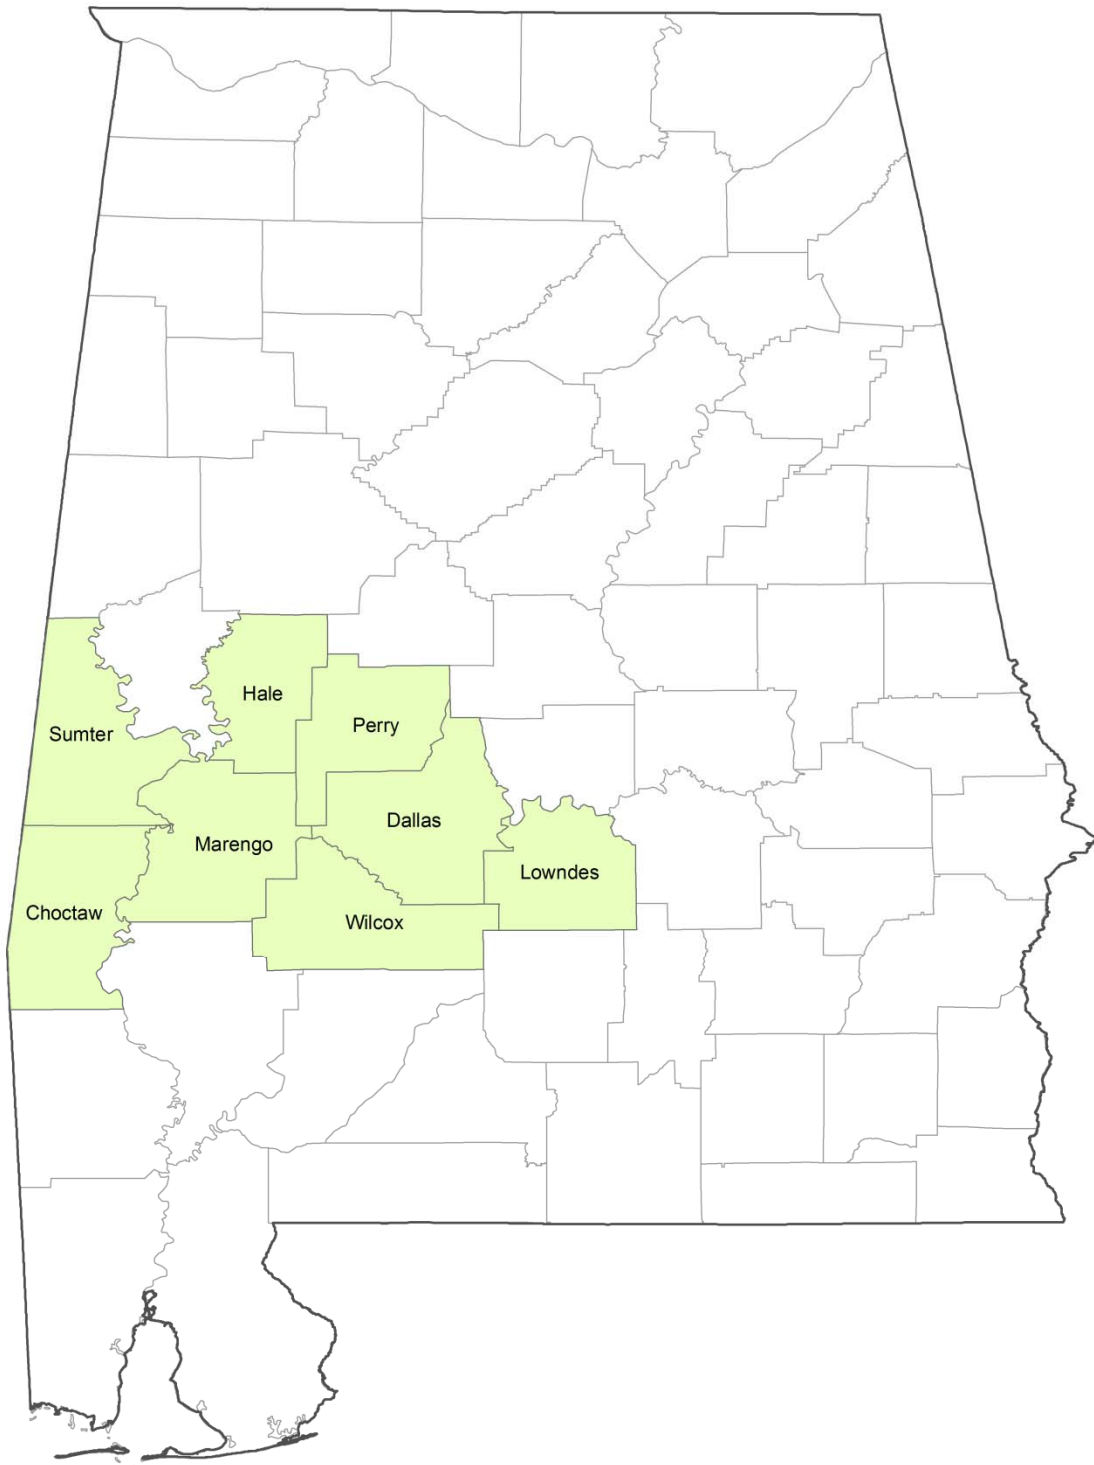 Hale
Perry
Sumter
Dallas
Marengo
Lowndes
Choctaw
Wilcox